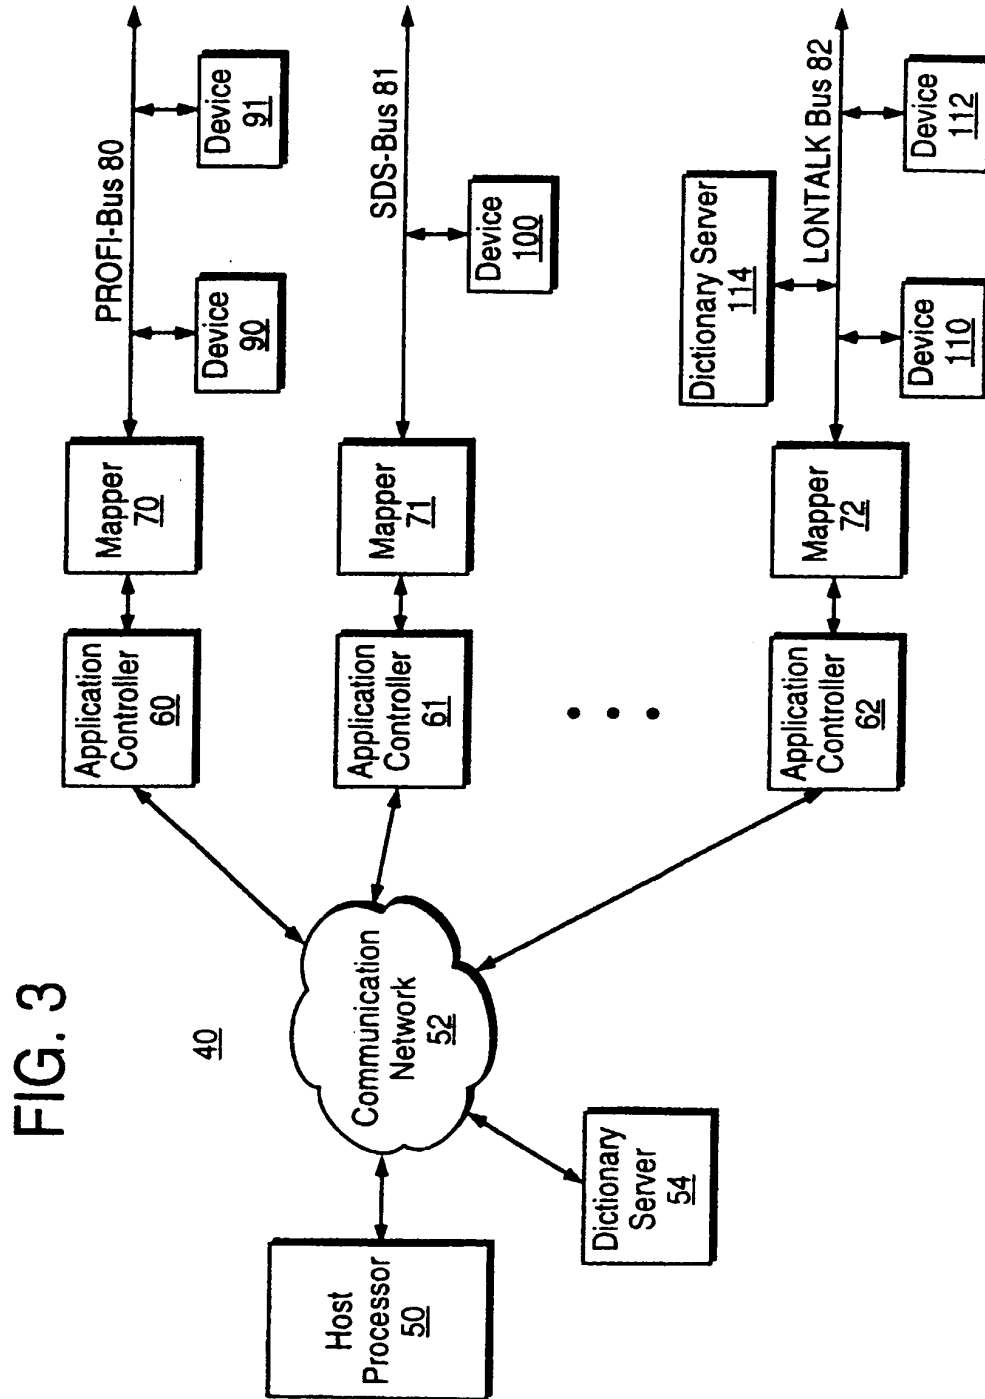 FIG. 3
40
Host
Processor
50
Communication
Network
52
Dictionary
Server
54
Application
Controller
60
Mapper
70
PROFI-Bus 80
Device
90
Device
91
Application
Controller
61
Mapper
71
SDS-Bus 81
Device
100
Application
Controller
62
Mapper
72
Dictionary Server
114
LONTALK Bus 82
Device
110
Device
112